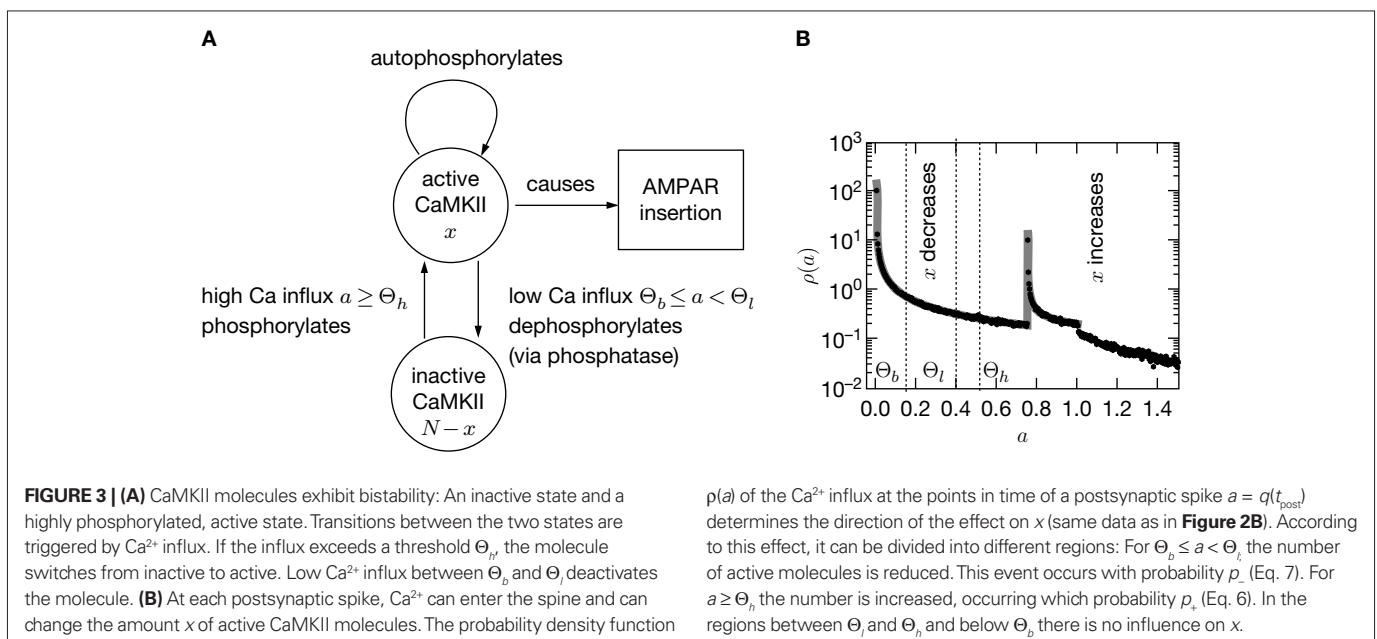 A
autophosphorylates
active
CaMKII
x
causes
AMPAR
insertion
high Ca influx a ≥ Θh
phosphorylates
low Ca influx Θb ≤ a < Θl
dephosphorylates
(via phosphatase)
inactive
CaMKII
N − x
B
10³
10²
10¹
10⁰
10⁻¹
10⁻²
ρ(a)
x decreases
x increases
Θb
Θl
Θh
0.0 0.2 0.4 0.6 0.8 1.0 1.2 1.4
a
FIGURE 3 | (A) CaMKII molecules exhibit bistability: An inactive state and a
highly phosphorylated, active state. Transitions between the two states are
triggered by Ca²⁺ influx. If the influx exceeds a threshold Θh, the molecule
switches from inactive to active. Low Ca²⁺ influx between Θb and Θl deactivates
the molecule. (B) At each postsynaptic spike, Ca²⁺ can enter the spine and can
change the amount x of active CaMKII molecules. The probability density function
ρ(a) of the Ca²⁺ influx at the points in time of a postsynaptic spike a = q(tpost)
determines the direction of the effect on x (same data as in Figure 2B). According
to this effect, it can be divided into different regions: For Θb ≤ a < Θl, the number
of active molecules is reduced. This event occurs with probability p₋ (Eq. 7). For
a ≥ Θh the number is increased, occurring which probability p₊ (Eq. 6). In the
regions between Θl and Θh and below Θb there is no influence on x.